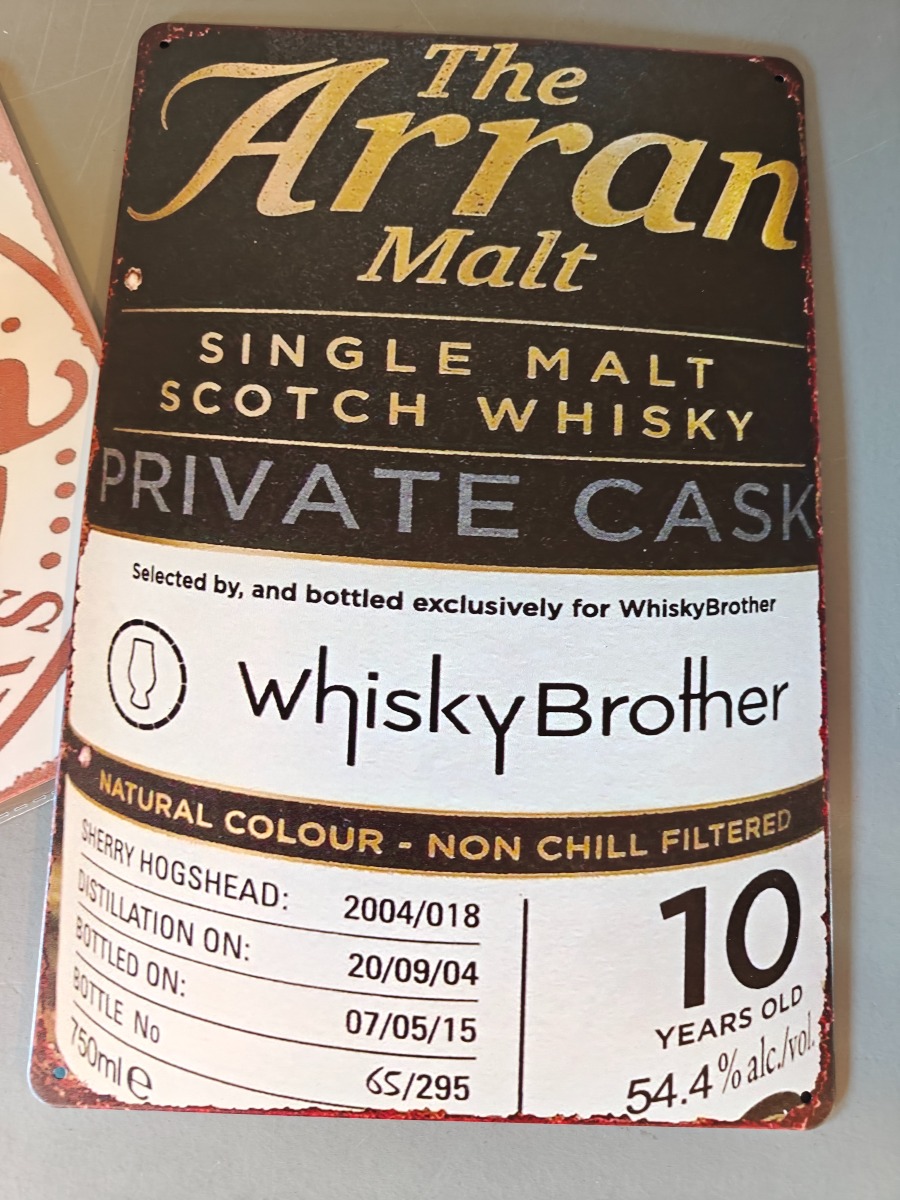 The
Arran
Malt
SINGLE MALT
SCOTCH WHISKY
PRIVATE CASK
Selected by, and bottled exclusively for WhiskyBrother
whiskyBrother
NATURAL COLOUR - NON CHILL FILTERED
SHERRY HOGSHEAD: 2004/018
DISTILLATION ON: 20/09/04
BOTTLED ON: 07/05/15
BOTTLE No 65/295
750ml e
10
YEARS OLD
54.4% alc./vol.